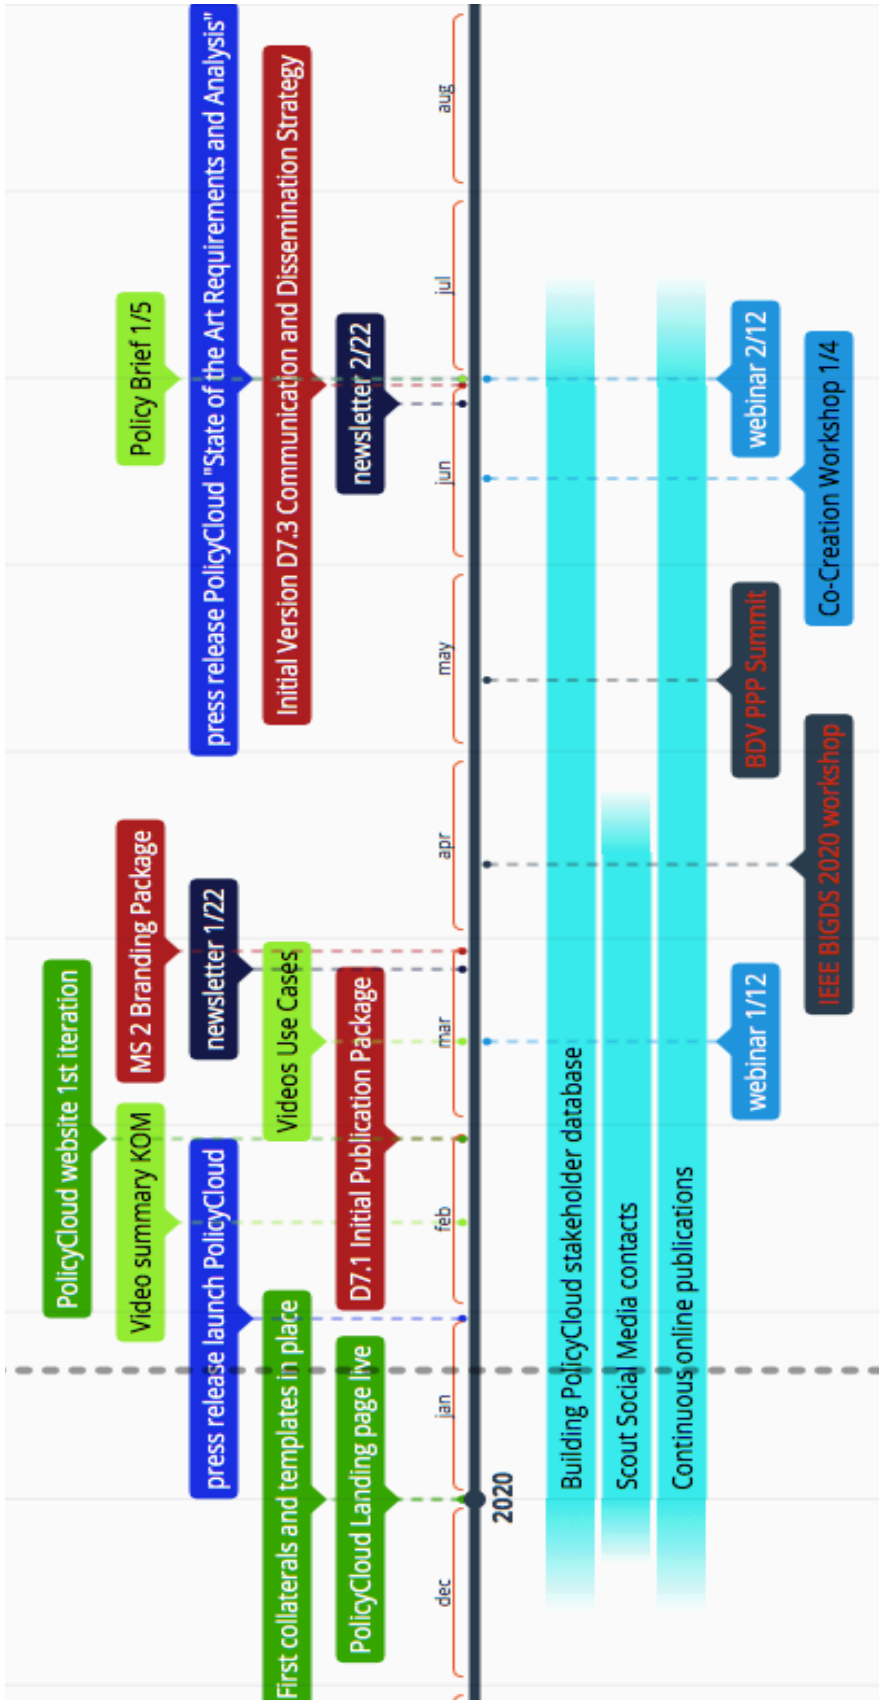 PolicyCloud website 1st iteration
Video summary KOM
MS 2 Branding Package
Policy Brief 1/5
press release launch PolicyCloud
newsletter 1/22
press release PolicyCloud "State of the Art Requirements and Analysis"
First collaterals and templates in place
Videos Use Cases
Initial Version D7.3 Communication and Dissemination Strategy
PolicyCloud Landing page live
D7.1 Initial Publication Package
newsletter 2/22
dec
jan
feb
mar
apr
may
jun
jul
aug
2020
Building PolicyCloud stakeholder database
Scout Social Media contacts
Continuous online publications
webinar 1/12
BDV PPP Summit
webinar 2/12
IEEE BIGDS 2020 workshop
Co-Creation Workshop 1/4